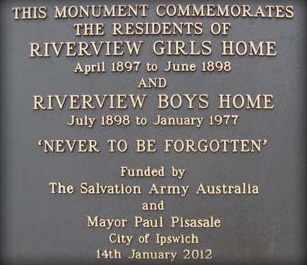 THIS MONUMENT COMMEMORATES
THE RESIDENTS OF
RIVERVIEW GIRLS HOME
April 1897 to June 1898
AND
RIVERVIEW BOYS HOME
July 1898 to January 1977
'NEVER TO BE FORGOTTEN'
Funded by
The Salvation Army Australia
and
Mayor Paul Pisasale
City of Ipswich
14th January 2012